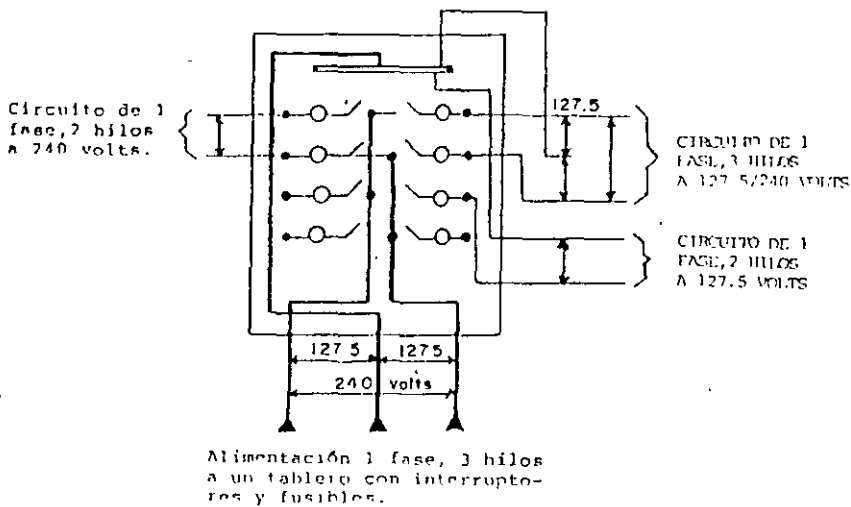 Circuito de 1
fase, 2 hilos
a 240 volts.
127.5
CIRCUITO DE 1
FASE, 3 HILOS
A 127.5/240 VOLTS
CIRCUITO DE 1
FASE, 2 HILOS
A 127.5 VOLTS
127.5 127.5
240 volts
Alimentación 1 fase, 3 hilos
a un tablero con interrupto-
res y fusibles.